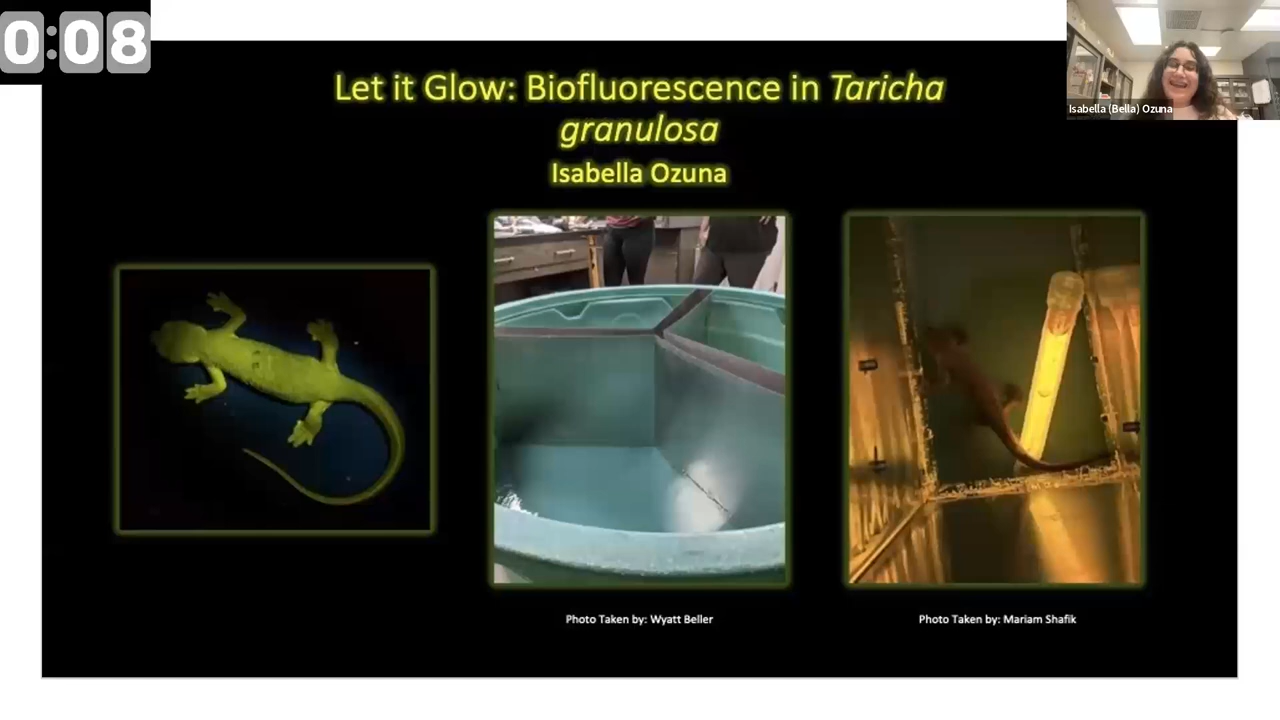 0:08
Isabella (Bella) Ozuna
Let it Glow: Biofluorescence in Taricha
granulosa
Isabella Ozuna
Photo Taken by: Wyatt Beller
Photo Taken by: Mariam Shafik